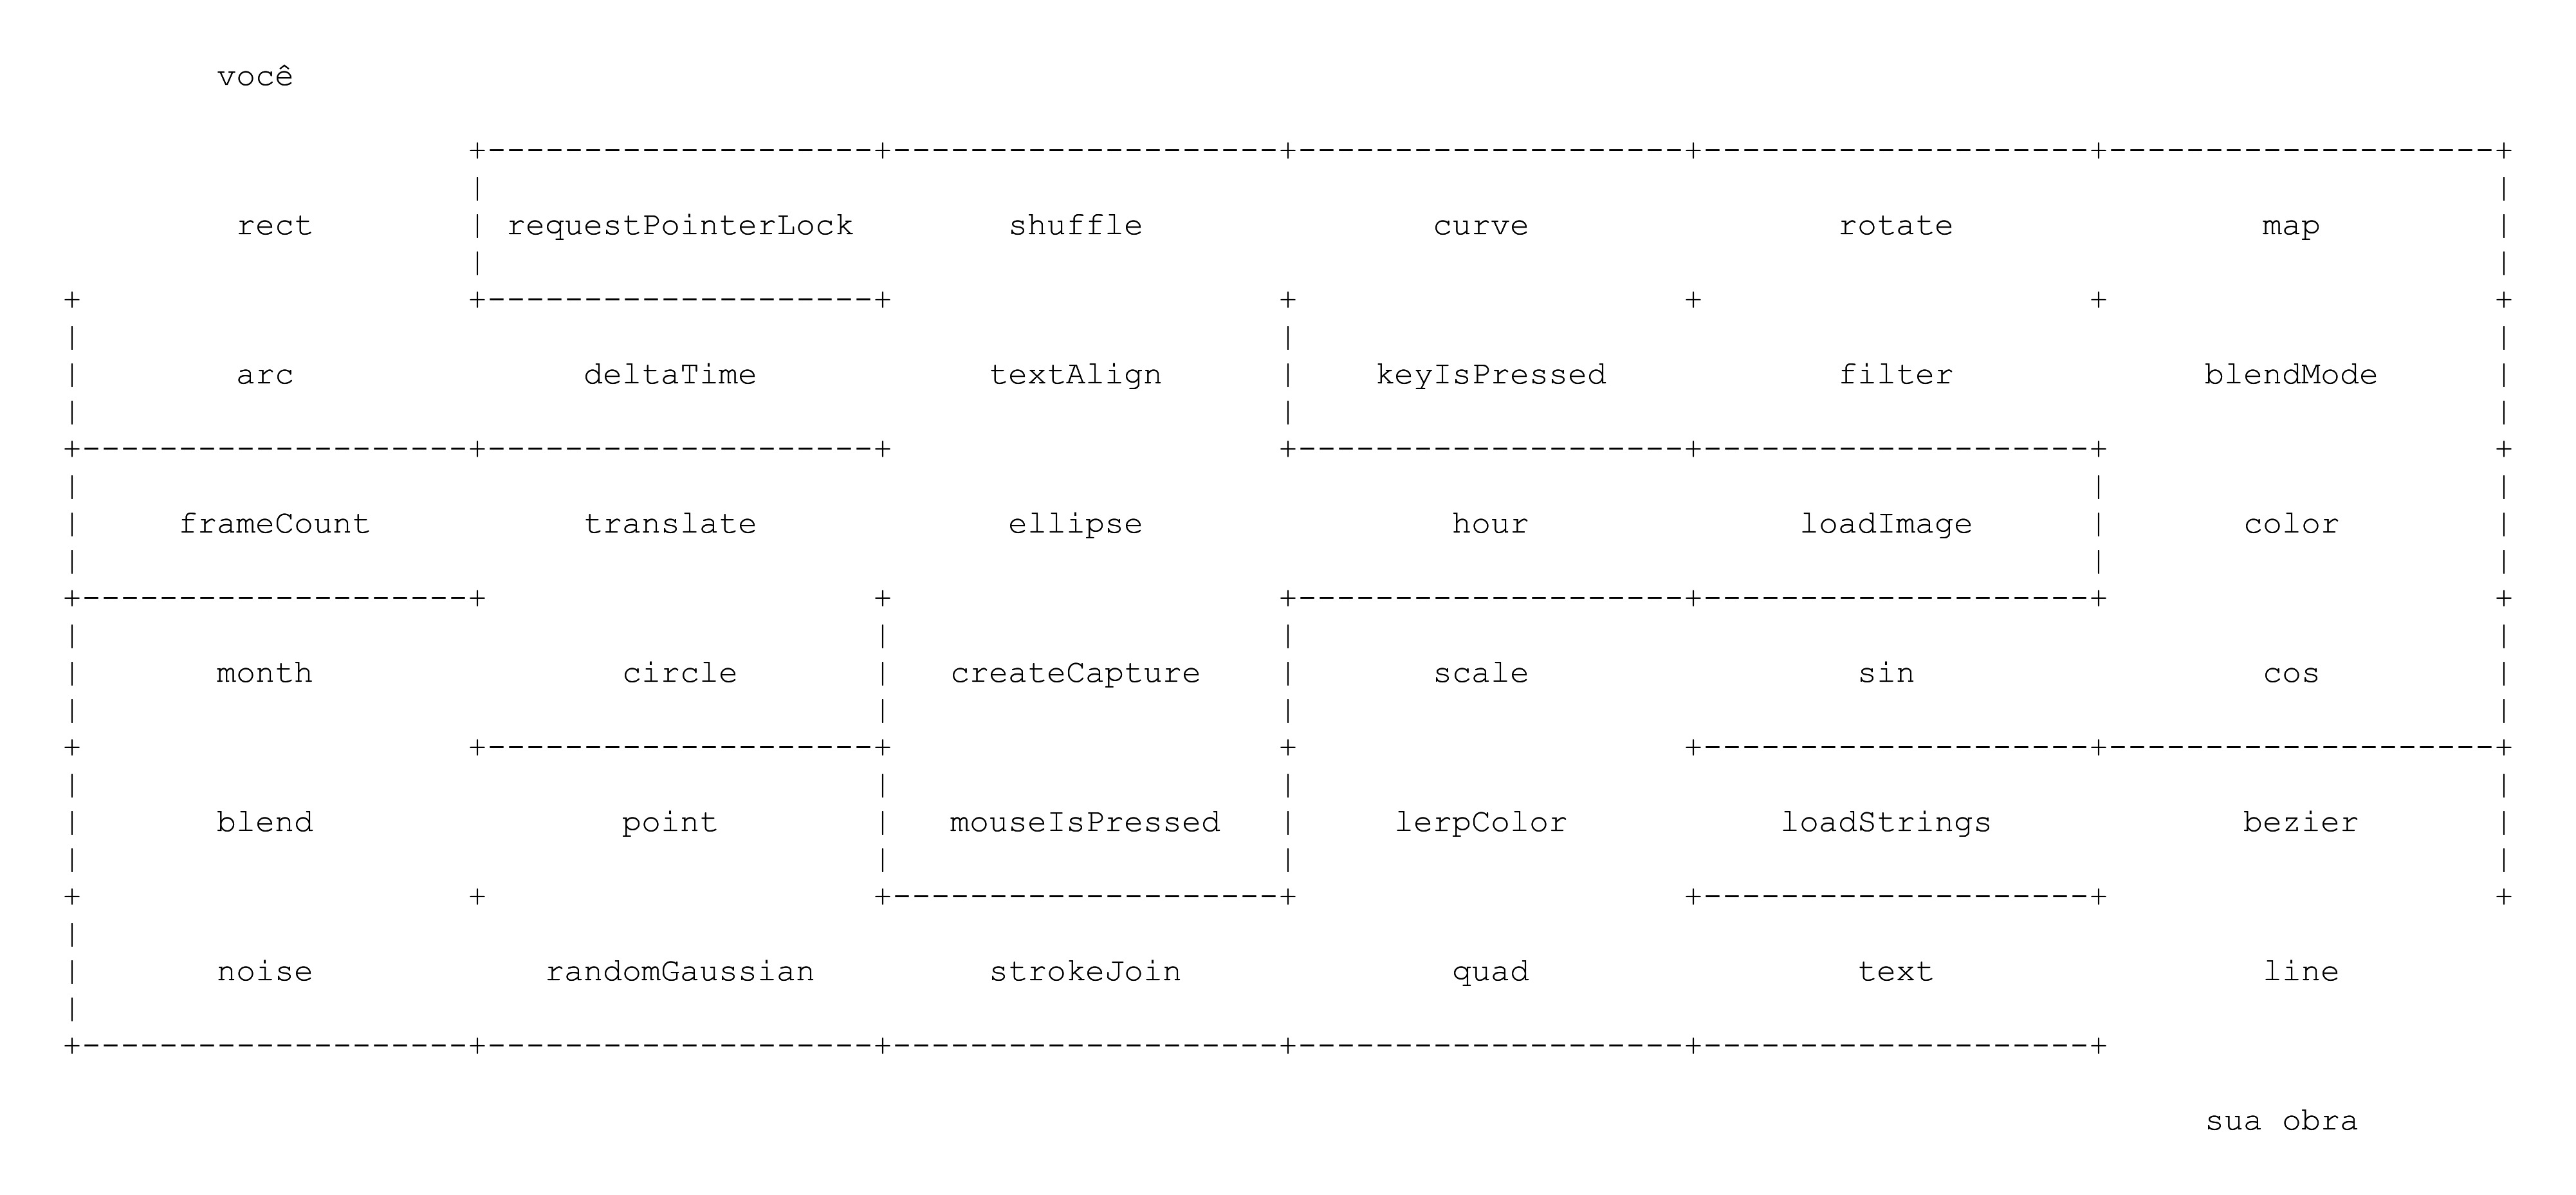 você
rect requestPointerLock shuffle curve rotate map
arc deltaTime textAlign keyIsPressed filter blendMode
frameCount translate ellipse hour loadImage color
month circle createCapture scale sin cos
blend point mouseIsPressed lerpColor loadStrings bezier
noise randomGaussian strokeJoin quad text line
sua obra